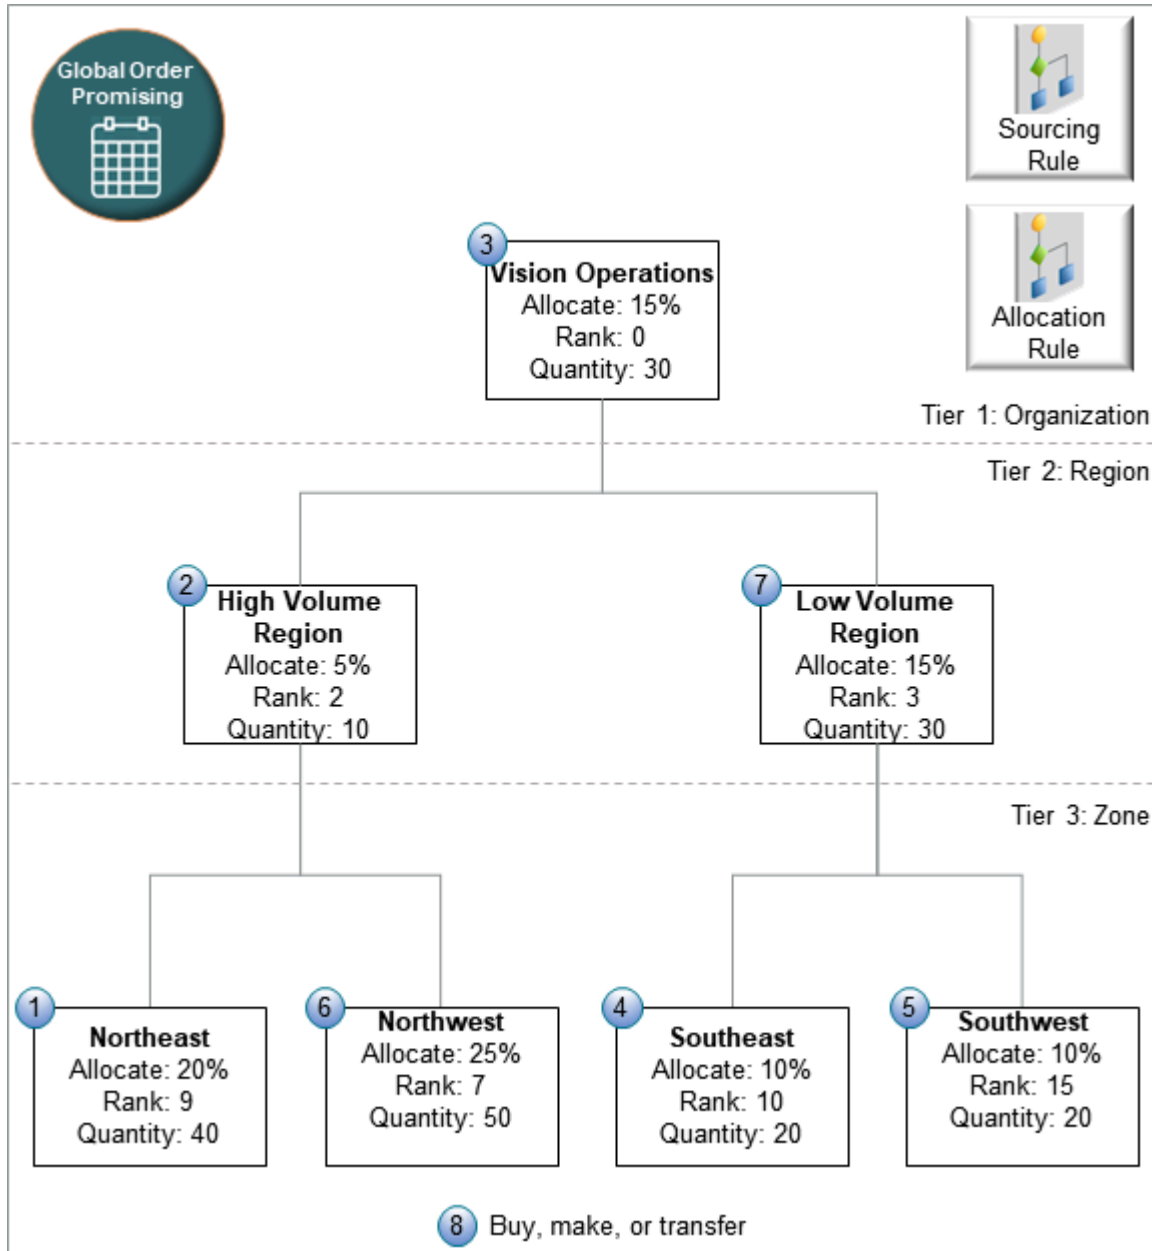 Global Order
Promising
Sourcing
Rule
Allocation
Rule
3
Vision Operations
Allocate: 15%
Rank: 0
Quantity: 30
Tier 1: Organization
Tier 2: Region
2
High Volume
Region
Allocate: 5%
Rank: 2
Quantity: 10
7
Low Volume
Region
Allocate: 15%
Rank: 3
Quantity: 30
Tier 3: Zone
1
Northeast
Allocate: 20%
Rank: 9
Quantity: 40
6
Northwest
Allocate: 25%
Rank: 7
Quantity: 50
4
Southeast
Allocate: 10%
Rank: 10
Quantity: 20
5
Southwest
Allocate: 10%
Rank: 15
Quantity: 20
8 Buy, make, or transfer